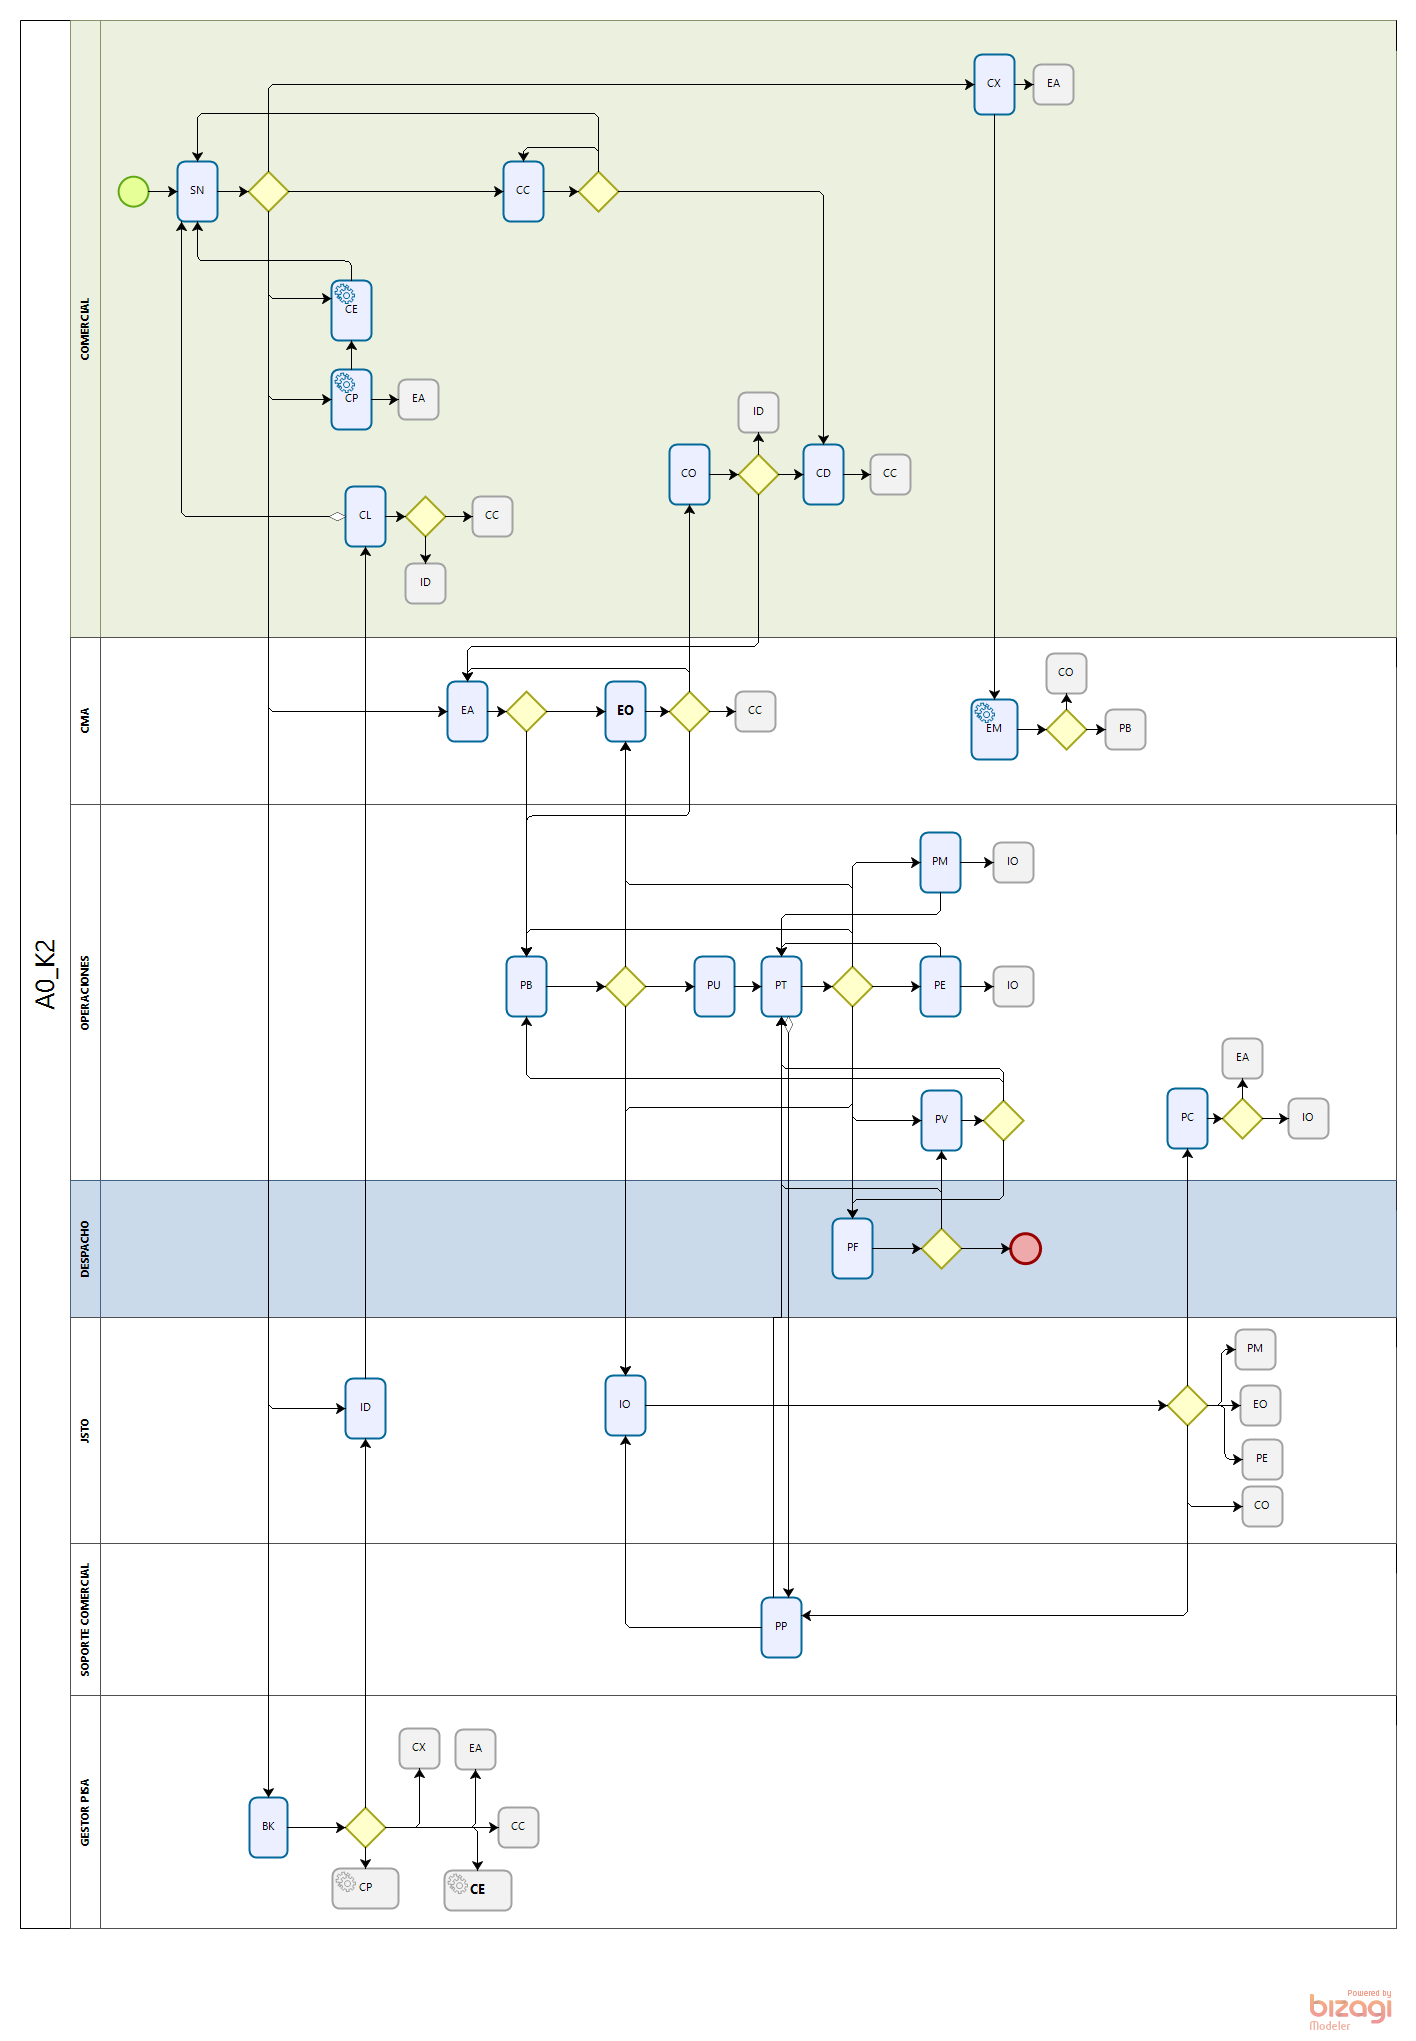 A0_K2
COMERCIAL
CX
EA
SN
CC
CE
CP
EA
ID
CO
CD
CC
CL
CC
ID
CMA
CO
EA
EO
CC
EM
PB
OPERACIONES
PM
IO
PB
PU
PT
PE
IO
EA
PV
PC
IO
DESPACHO
PF
JSTO
PM
ID
IO
EO
PE
CO
SOPORTE COMERCIAL
PP
GESTOR PISA
CX
EA
BK
CC
CP
CE
Powered by
bizagi
Modeler